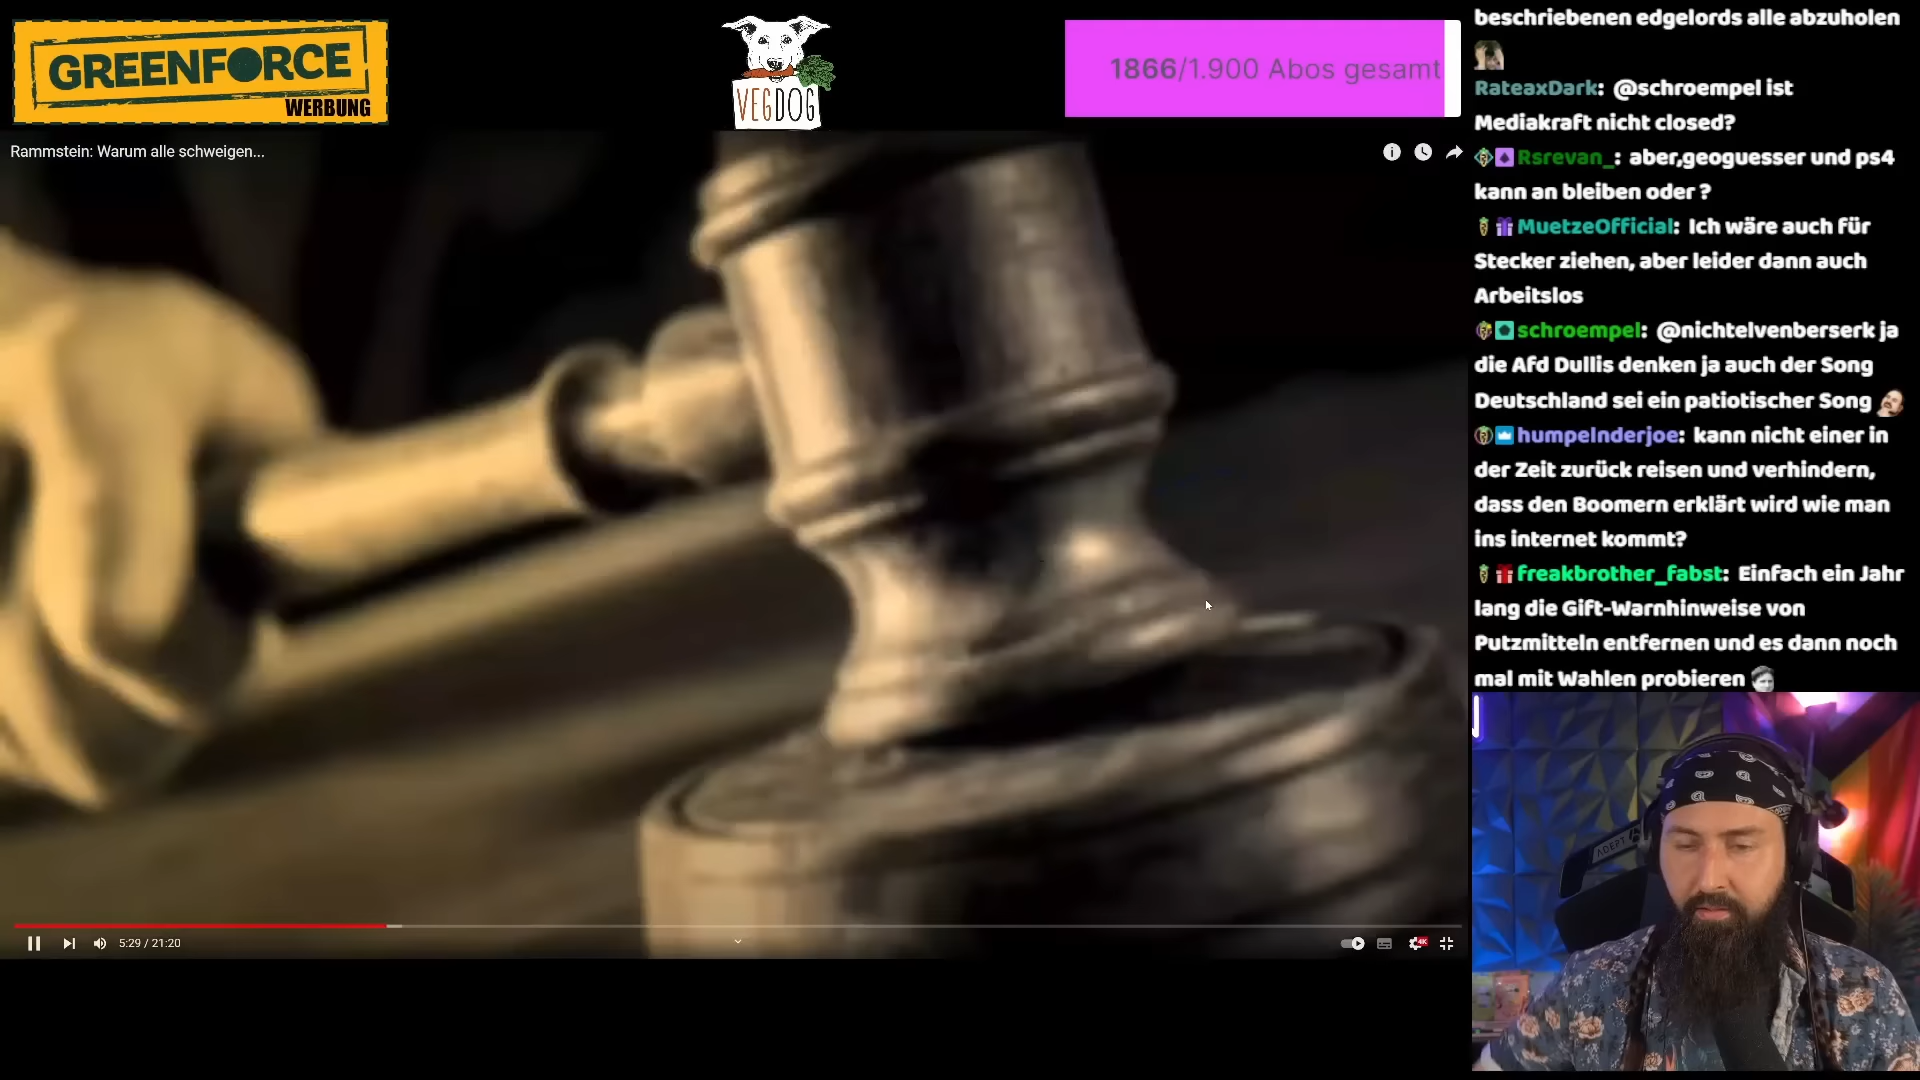 GREENFORCE
WERBUNG
VEGDOG
1866/1.900 Abos gesamt
Rammstein: Warum alle schweigen...
5:29 / 21:20
4K
beschriebenen edgelords alle abzuholen
RateaxDark: @schroempel ist
Mediakraft nicht closed?
Rsrevan_: aber,geoguesser und ps4
kann an bleiben oder ?
MuetzeOfficial: Ich wäre auch für
Stecker ziehen, aber leider dann auch
Arbeitslos
schroempel: @nichtelvenberserk ja
die Afd Dullis denken ja auch der Song
Deutschland sei ein patiotischer Song
humpelnderjoe: kann nicht einer in
der Zeit zurück reisen und verhindern,
dass den Boomern erklärt wird wie man
ins internet kommt?
freakbrother_fabst: Einfach ein Jahr
lang die Gift-Warnhinweise von
Putzmitteln entfernen und es dann noch
mal mit Wahlen probieren
ADEPT